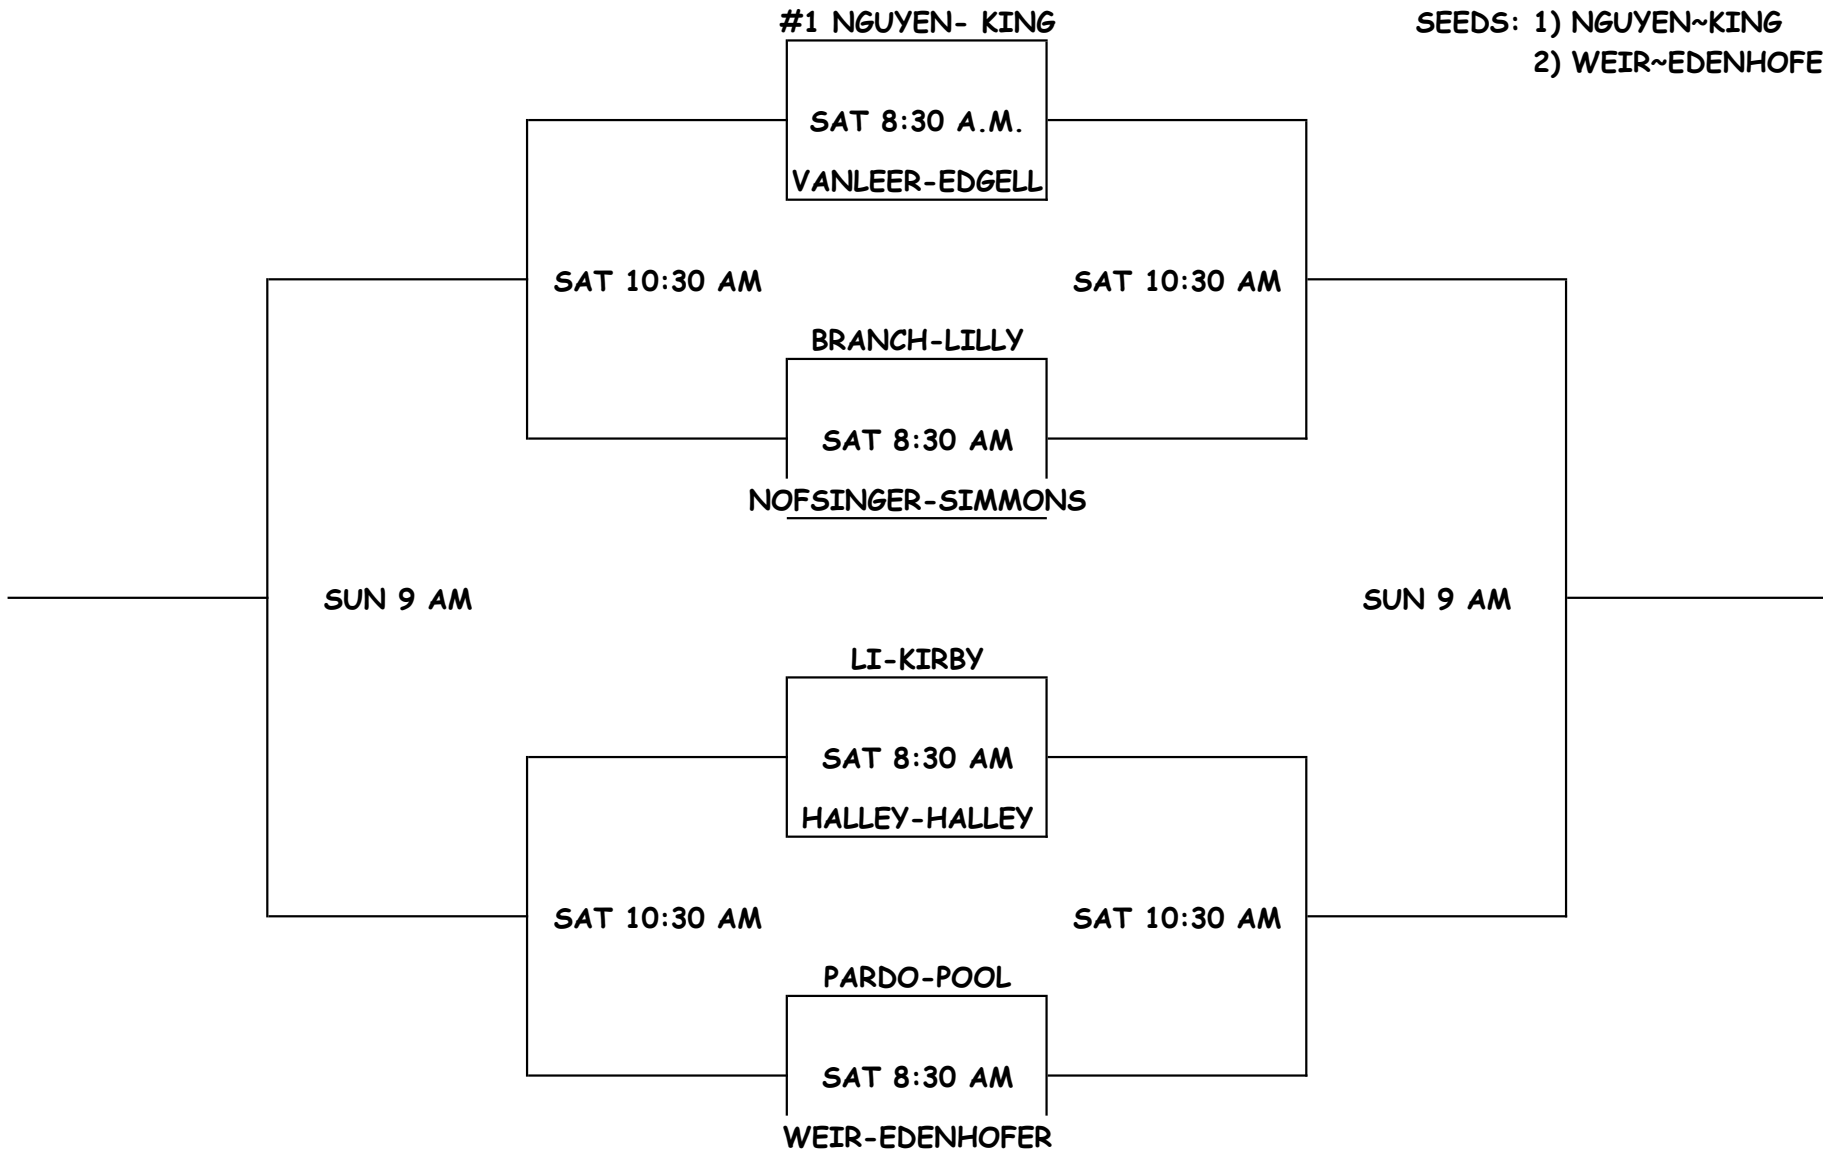 #1 NGUYEN- KING
SEEDS: 1) NGUYEN~KING
2) WEIR~EDENHOFE
SAT 8:30 A.M.
VANLEER-EDGELL
SAT 10:30 AM
SAT 10:30 AM
BRANCH-LILLY
SAT 8:30 AM
NOFSINGER-SIMMONS
SUN 9 AM
SUN 9 AM
LI-KIRBY
SAT 8:30 AM
HALLEY-HALLEY
SAT 10:30 AM
SAT 10:30 AM
PARDO-POOL
SAT 8:30 AM
WEIR-EDENHOFER